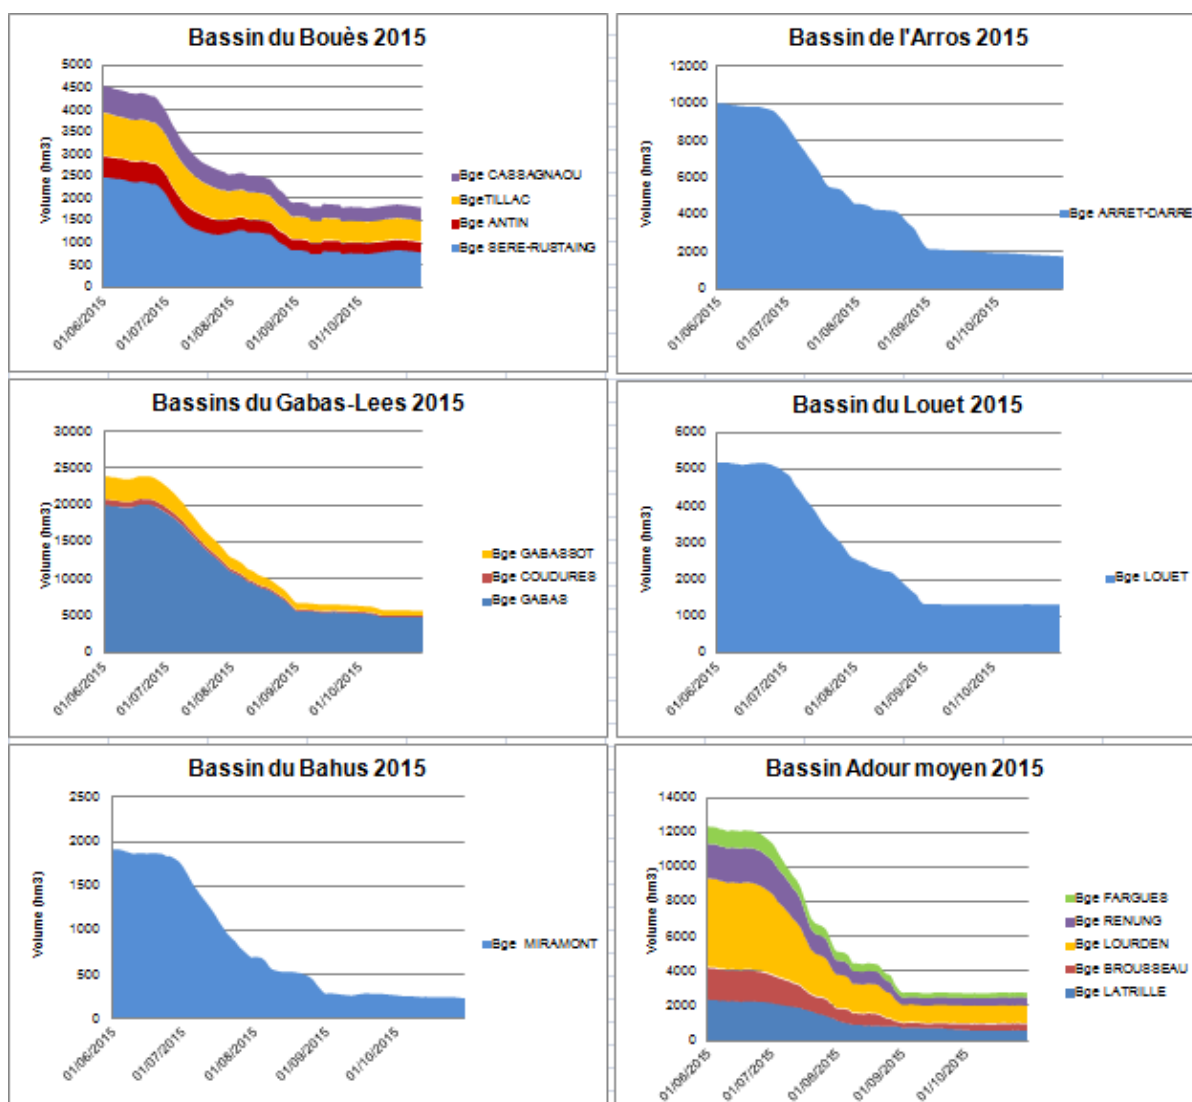 Bassin du Bouès 2015
Volume (hm3)
5000
4500
4000
3500
3000
2500
2000
1500
1000
500
0
01/06/2015
01/07/2015
01/08/2015
01/09/2015
01/10/2015
Bge CASSAGNAOU
BgeTILLAC
Bge ANTIN
Bge SERE-RUSTAING
Bassin de l'Arros 2015
Volume (hm3)
12000
10000
8000
6000
4000
2000
0
01/06/2015
01/07/2015
01/08/2015
01/09/2015
01/10/2015
Bge ARRET-DARRE
Bassins du Gabas-Lees 2015
Volume (hm3)
30000
25000
20000
15000
10000
5000
0
01/06/2015
01/07/2015
01/08/2015
01/09/2015
01/10/2015
Bge GABASSOT
Bge COUDURES
Bge GABAS
Bassin du Louet 2015
Volume (hm3)
6000
5000
4000
3000
2000
1000
0
01/06/2015
01/07/2015
01/08/2015
01/09/2015
01/10/2015
Bge LOUET
Bassin du Bahus 2015
Volume (hm3)
2500
2000
1500
1000
500
0
01/06/2015
01/07/2015
01/08/2015
01/09/2015
01/10/2015
Bge MIRAMONT
Bassin Adour moyen 2015
Volume (hm3)
14000
12000
10000
8000
6000
4000
2000
0
01/06/2015
01/07/2015
01/08/2015
01/09/2015
01/10/2015
Bge FARGUES
Bge RENUNG
Bge LOURDEN
Bge BROUSSEAU
Bge LATRILLE